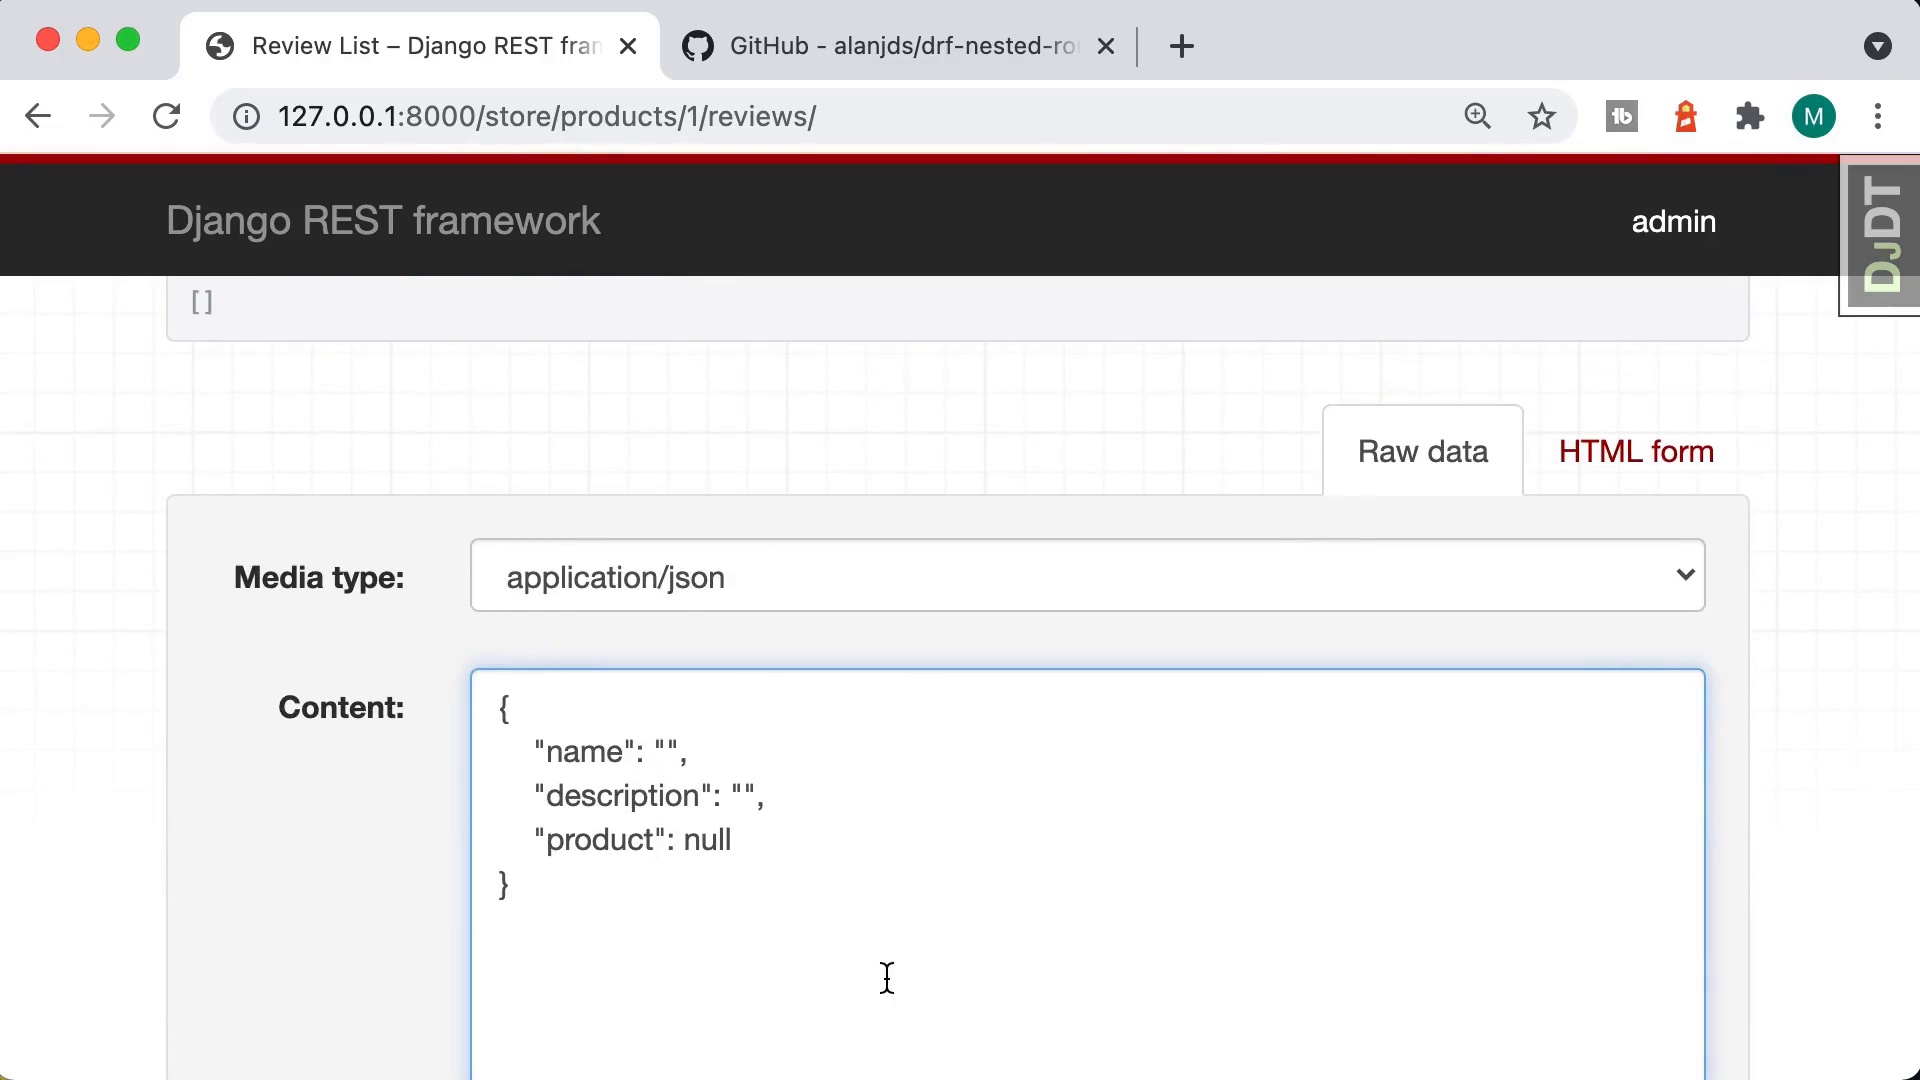 Review List – Django REST fran
GitHub - alanjds/drf-nested-rou
127.0.0.1:8000/store/products/1/reviews/
M
Django REST framework
admin
DJDT
[]
Raw data
HTML form
Media type:
application/json
Content:
{
"name": "",
"description": "",
"product": null
}